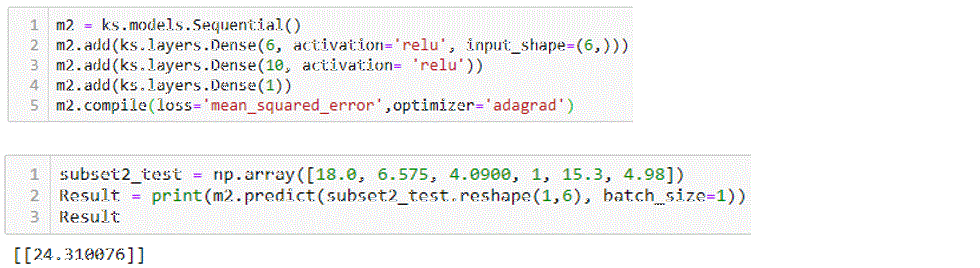 1 m2 = ks.models.Sequential()
2 m2.add(ks.layers.Dense(6, activation='relu', input_shape=(6,)))
3 m2.add(ks.layers.Dense(10, activation= 'relu'))
4 m2.add(ks.layers.Dense(1))
5 m2.compile(loss='mean_squared_error',optimizer='adagrad')
1 subset2_test = np.array([18.0, 6.575, 4.0900, 1, 15.3, 4.98])
2 Result = print(m2.predict(subset2_test.reshape(1,6), batch_size=1))
3 Result
[[24.310076]]